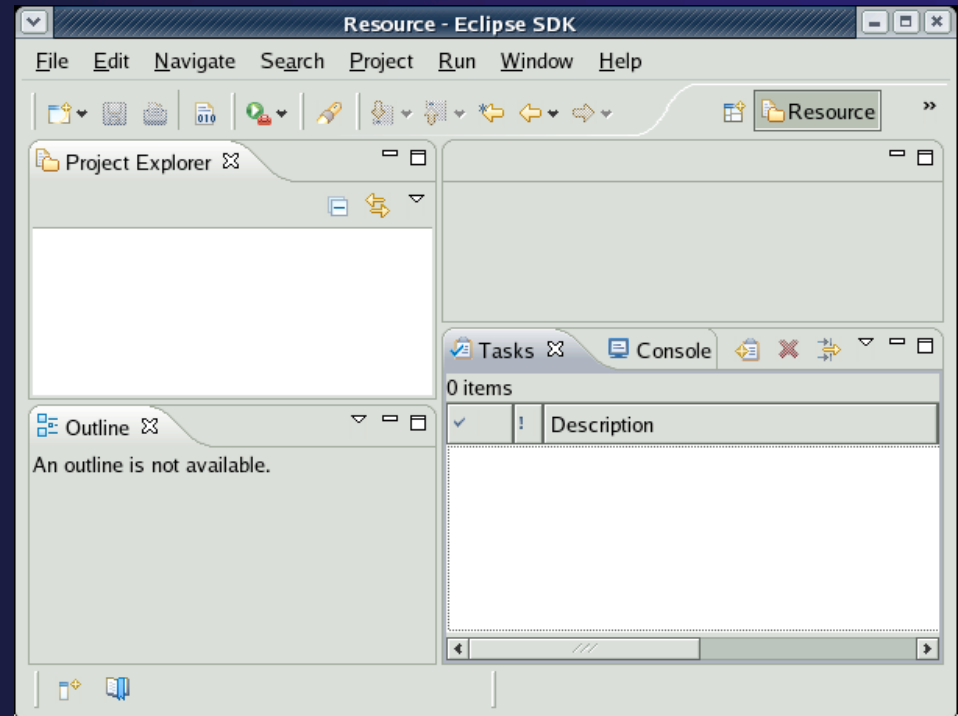 Resource - Eclipse SDK
File Edit Navigate Search Project Run Window Help
010
Resource
»
Project Explorer
Tasks Console
0 items
! Description
Outline
An outline is not available.